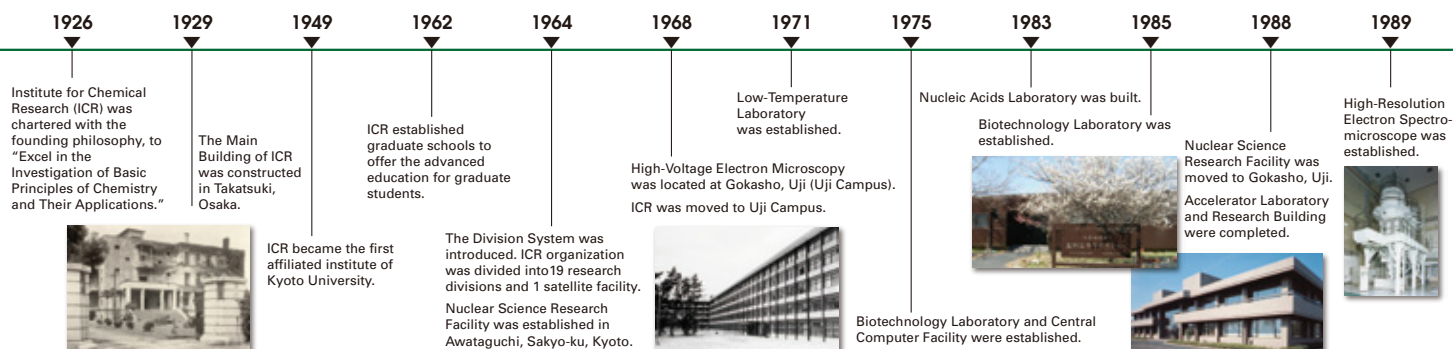 1926
1929
1949
1962
1964
1968
1971
1975
1983
1985
1988
1989
Institute for Chemical
Research (ICR) was
chartered with the
founding philosophy, to
“Excel in the
Investigation of Basic
Principles of Chemistry
and Their Applications.”
The Main
Building of ICR
was constructed
in Takatsuki,
Osaka.
ICR became the first
affiliated institute of
Kyoto University.
ICR established
graduate schools to
offer the advanced
education for graduate
students.
The Division System was
introduced. ICR organization
was divided into19 research
divisions and 1 satellite facility.
Nuclear Science Research
Facility was established in
Awataguchi, Sakyo-ku, Kyoto.
High-Voltage Electron Microscopy
was located at Gokasho, Uji (Uji Campus).
ICR was moved to Uji Campus.
Low-Temperature
Laboratory
was established.
Biotechnology Laboratory and Central
Computer Facility were established.
Nucleic Acids Laboratory was built.
Biotechnology Laboratory was
established.
Nuclear Science
Research Facility was
moved to Gokasho, Uji.
Accelerator Laboratory
and Research Building
were completed.
High-Resolution
Electron Spectro-
microscope was
established.